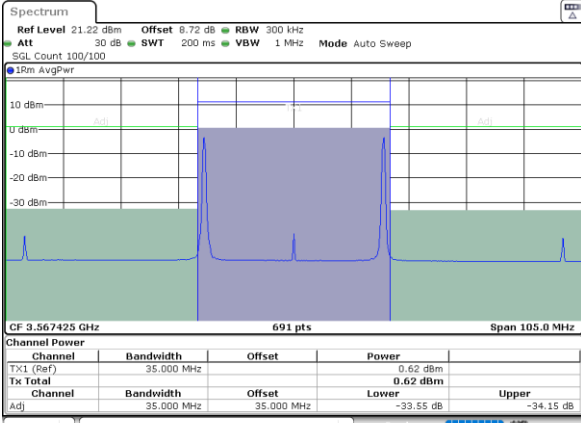 Spectrum
Ref Level 21.22 dBm Offset 8.72 dB RBW 300 kHz
Att 30 dB SWT 200 ms VBW 1 MHz Mode Auto Sweep
SGL Count 100/100
1Rm AvgPwr
10 dBm
Adj Adj
0 dBm
-10 dBm
-20 dBm
-30 dBm
CF 3.567425 GHz 691 pts Span 105.0 MHz
Channel Power
Channel Bandwidth Offset Power
TX1 (Ref) 35.000 MHz 0.62 dBm
Tx Total 0.62 dBm
Channel Bandwidth Offset Lower Upper
Adj 35.000 MHz 35.000 MHz -33.55 dB -34.15 dB